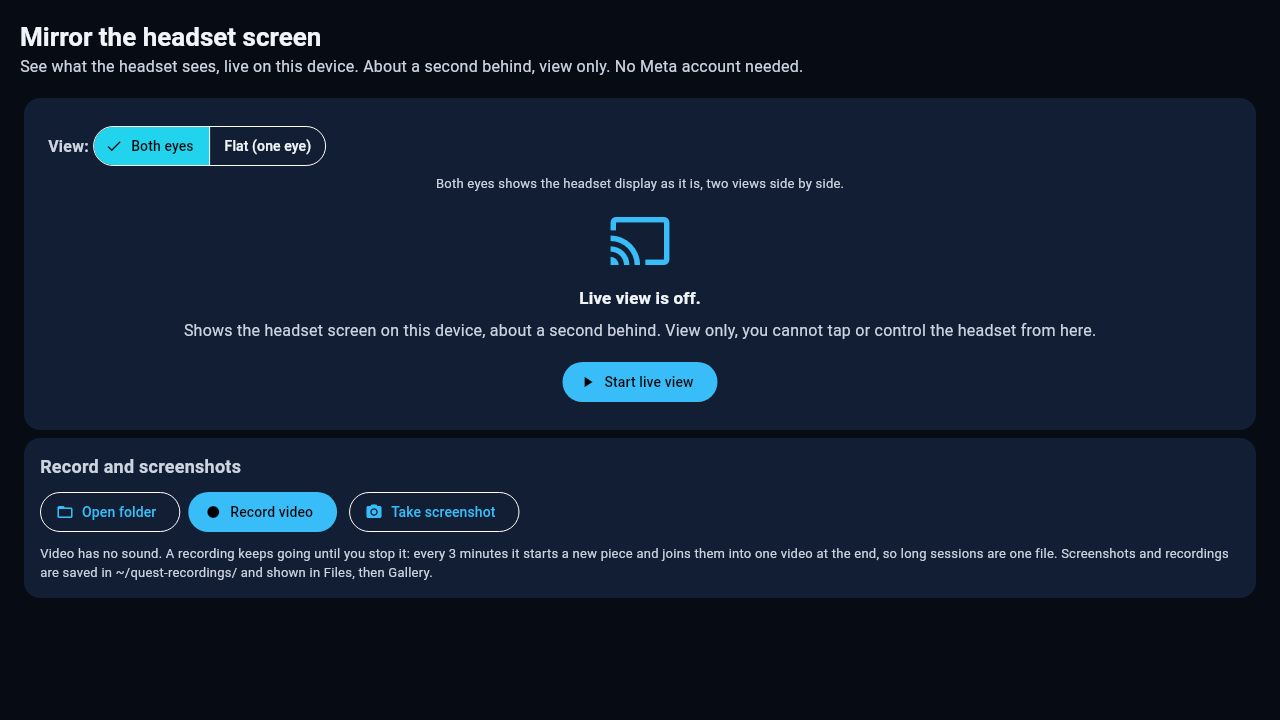 Mirror the headset screen
See what the headset sees, live on this device. About a second behind, view only. No Meta account needed.
View: Both eyes Flat (one eye)
Both eyes shows the headset display as it is, two views side by side.
Live view is off.
Shows the headset screen on this device, about a second behind. View only, you cannot tap or control the headset from here.
Start live view
Record and screenshots
Open folder Record video Take screenshot
Video has no sound. A recording keeps going until you stop it: every 3 minutes it starts a new piece and joins them into one video at the end, so long sessions are one file. Screenshots and recordings
are saved in ~/quest-recordings/ and shown in Files, then Gallery.